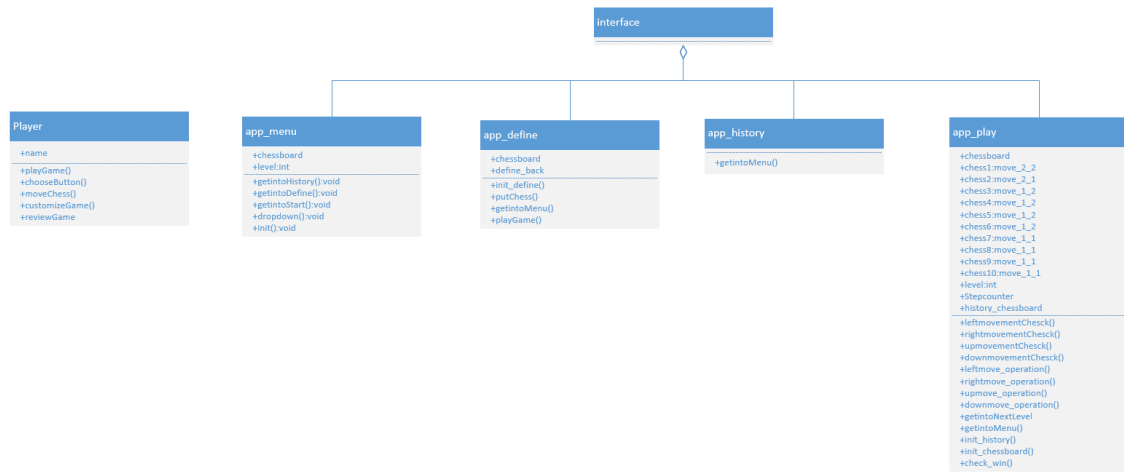 interface
Player
+name
+playGame()
+chooseButton()
+moveChess()
+customizeGame()
+reviewGame
app_menu
+chessboard
+level:int
+getintoHistory():void
+getintoDefine():void
+getintoStart():void
+dropdown():void
+init():void
app_define
+chessboard
+define_back
+init_define()
+putChess()
+getintoMenu()
+playGame()
app_history
+getintoMenu()
app_play
+chessboard
+chess1:move_2_2
+chess2:move_2_1
+chess3:move_1_2
+chess4:move_1_2
+chess5:move_1_2
+chess6:move_1_2
+chess7:move_1_1
+chess8:move_1_1
+chess9:move_1_1
+chess10:move_1_1
+level:int
+Stepcounter
+history_chessboard
+leftmovementChesck()
+rightmovementChesck()
+upmovementChesck()
+downmovementChesck()
+leftmove_operation()
+rightmove_operation()
+upmove_operation()
+downmove_operation()
+getintoNextLevel
+getintoMenu()
+init_history()
+init_chessboard()
+check_win()